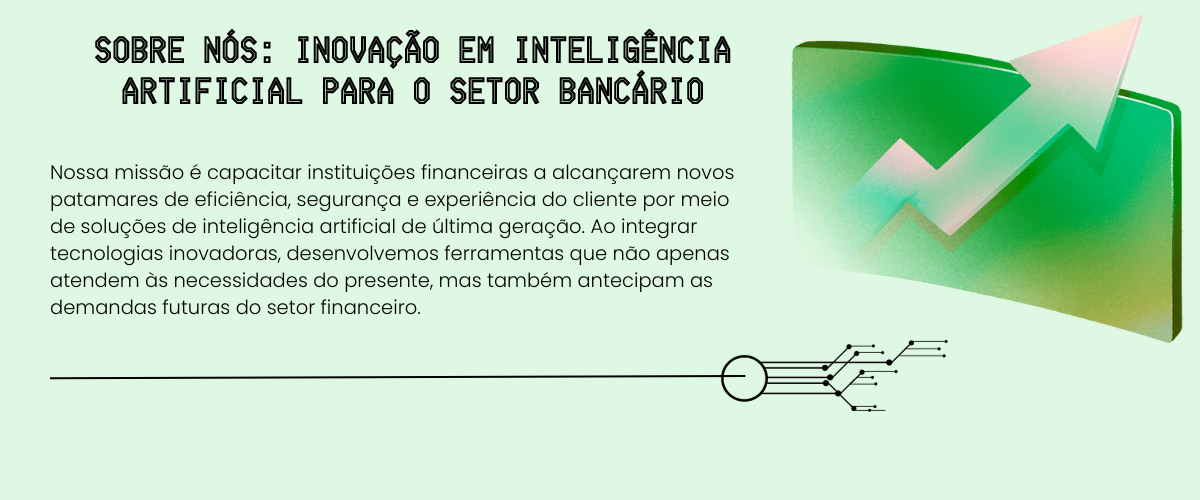 SOBRE NÓS: INOVAÇÃO EM INTELIGÊNCIA
ARTIFICIAL PARA O SETOR BANCÁRIO
Nossa missão é capacitar instituições financeiras a alcançarem novos
patamares de eficiência, segurança e experiência do cliente por meio
de soluções de inteligência artificial de última geração. Ao integrar
tecnologias inovadoras, desenvolvemos ferramentas que não apenas
atendem às necessidades do presente, mas também antecipam as
demandas futuras do setor financeiro.